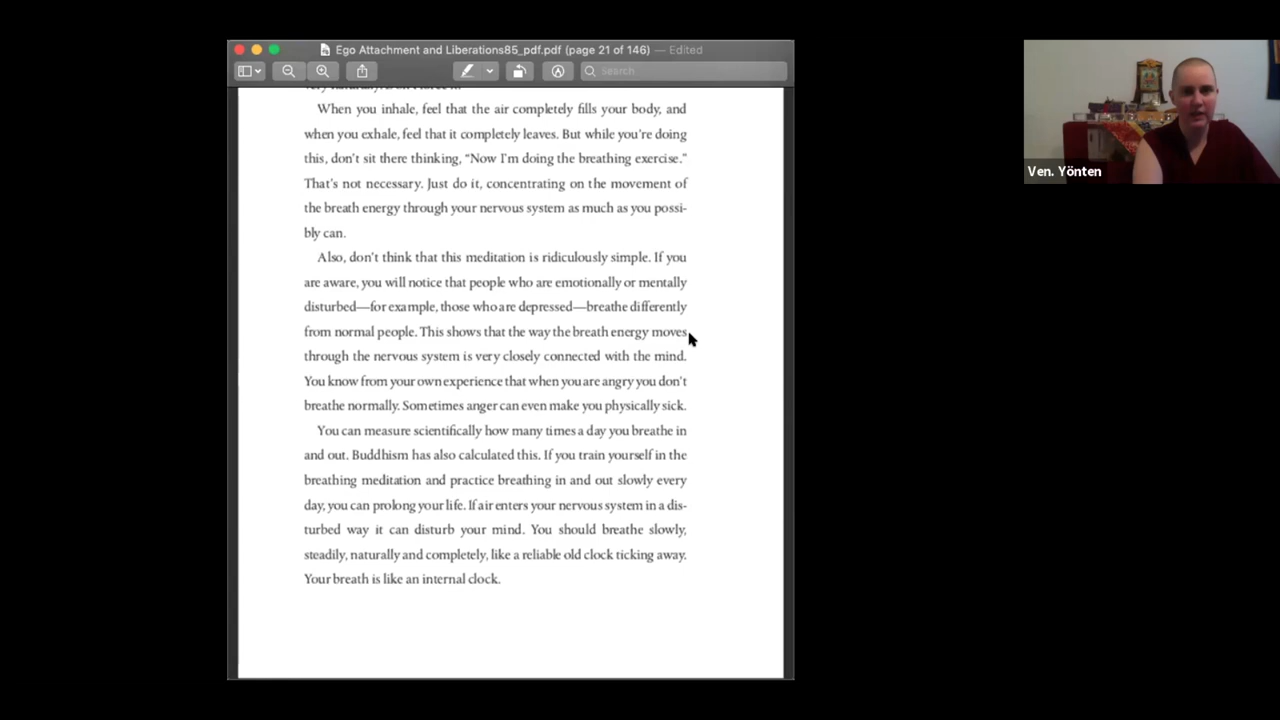 Ego Attachment and Liberations85_pdf.pdf (page 21 of 146) — Edited
Search
When you inhale, feel that the air completely fills your body, and
when you exhale, feel that it completely leaves. But while you're doing
this, don't sit there thinking, “Now I'm doing the breathing exercise.”
That's not necessary. Just do it, concentrating on the movement of
the breath energy through your nervous system as much as you possi-
bly can.
Also, don't think that this meditation is ridiculously simple. If you
are aware, you will notice that people who are emotionally or mentally
disturbed—for example, those who are depressed—breathe differently
from normal people. This shows that the way the breath energy moves
through the nervous system is very closely connected with the mind.
You know from your own experience that when you are angry you don't
breathe normally. Sometimes anger can even make you physically sick.
You can measure scientifically how many times a day you breathe in
and out. Buddhism has also calculated this. If you train yourself in the
breathing meditation and practice breathing in and out slowly every
day, you can prolong your life. If air enters your nervous system in a dis-
turbed way it can disturb your mind. You should breathe slowly,
steadily, naturally and completely, like a reliable old clock ticking away.
Your breath is like an internal clock.
Ven. Yönten